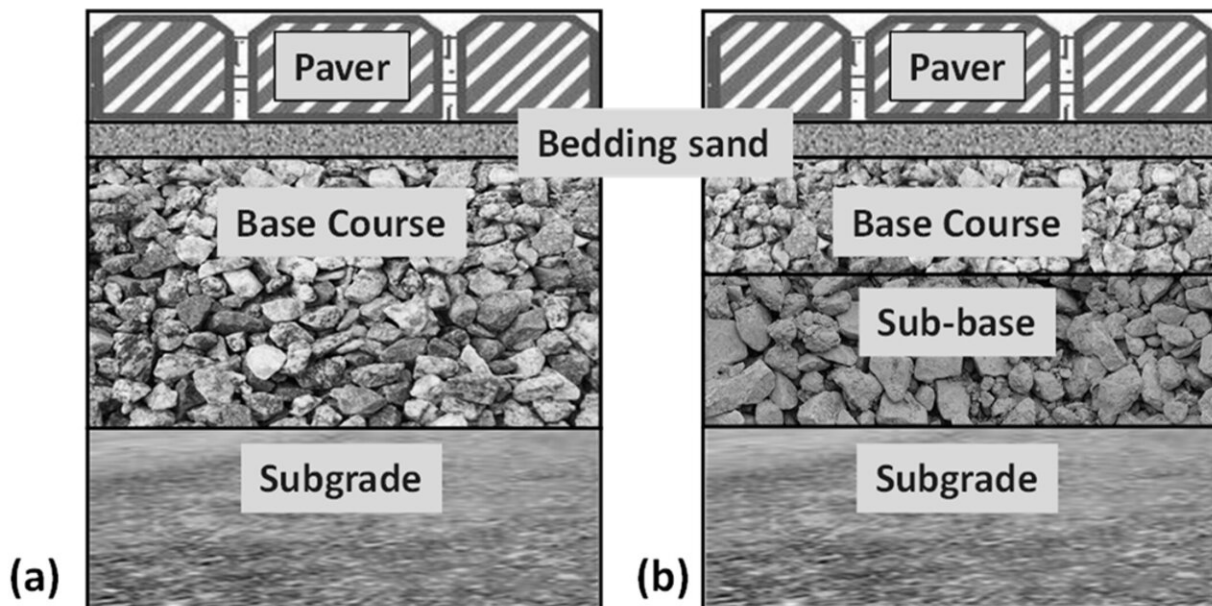 Paver
Paver
Bedding sand
Base Course
Base Course
Sub-base
Subgrade
Subgrade
(a)
(b)